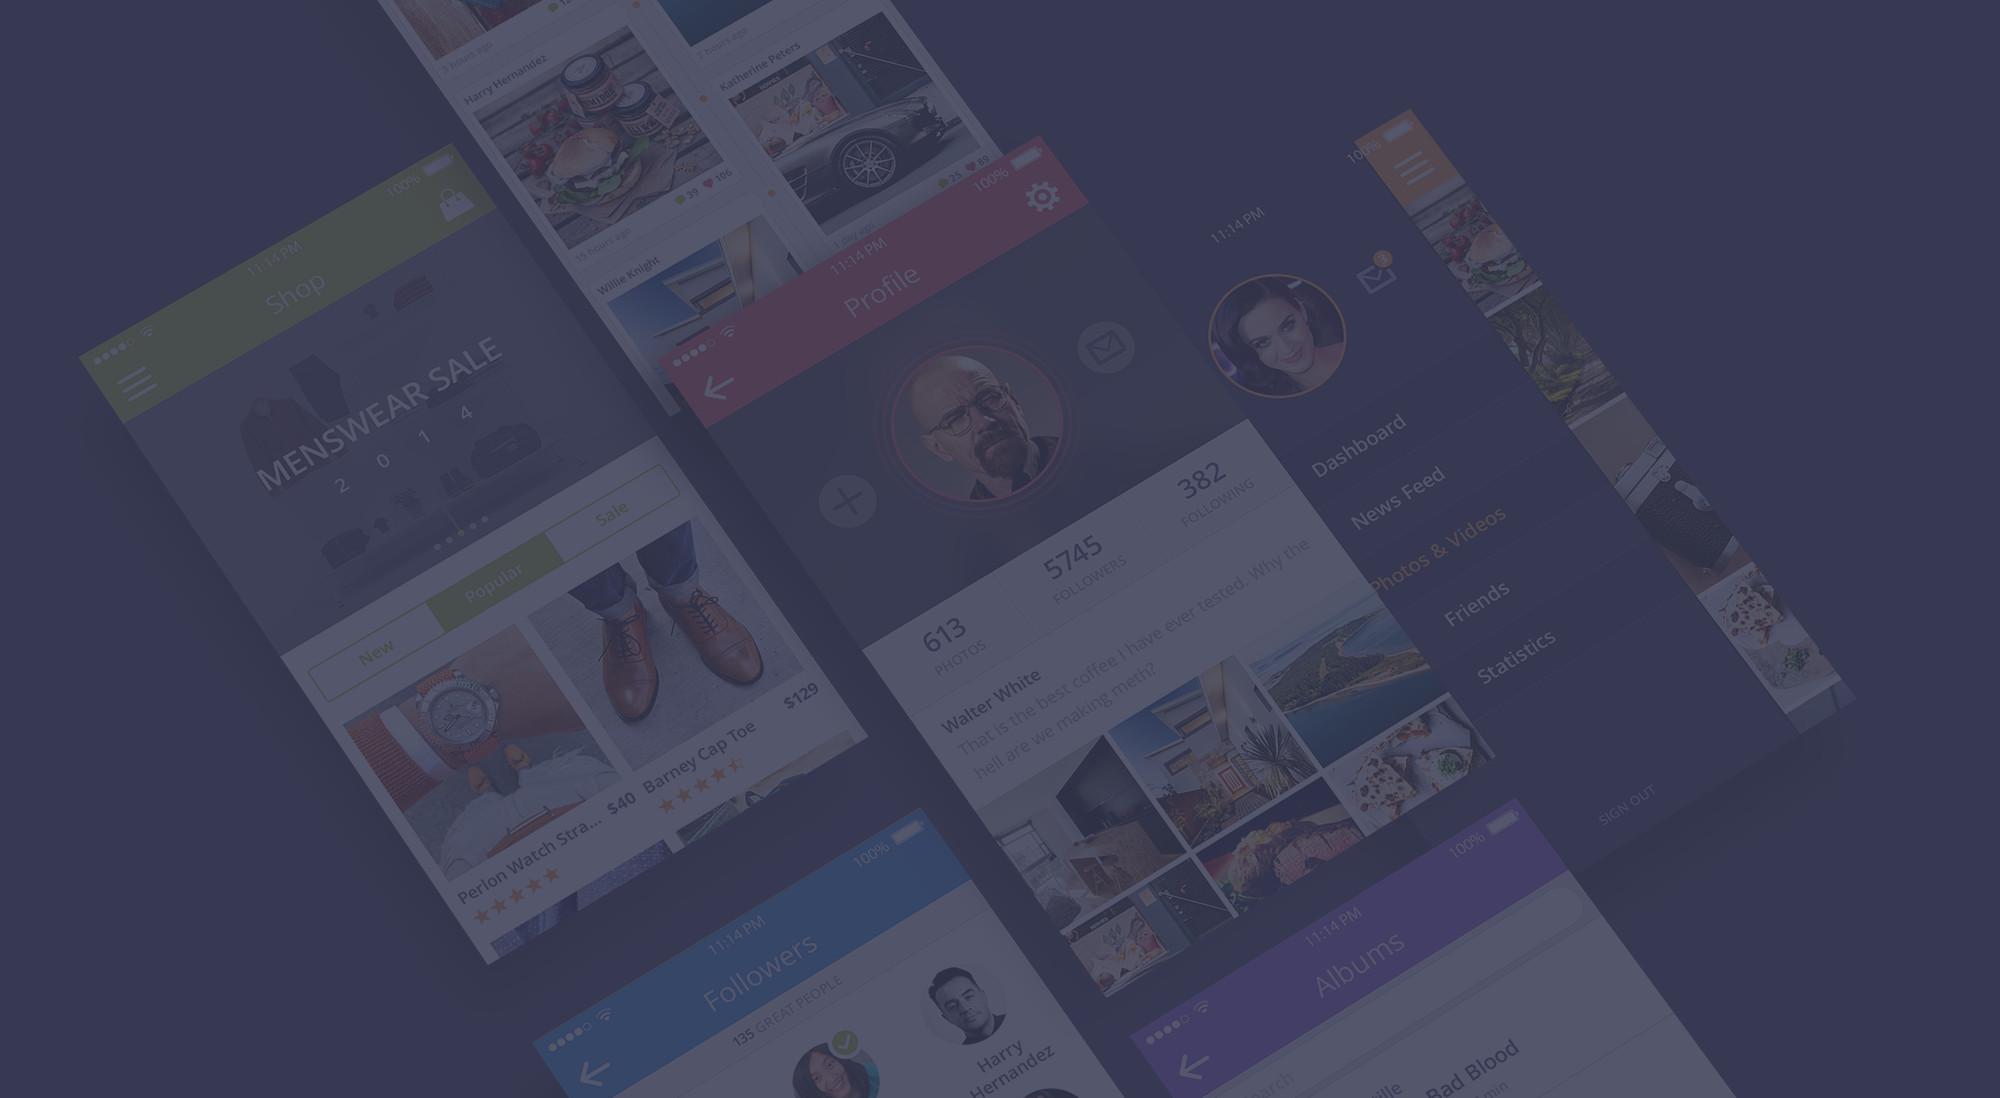 3 hours ago
Harry Hernandez
39 106
15 hours ago
Willie Knight
7 hours ago
Katherine Peters
25 89
1 day ago
100%
11:14 PM
Shop
MENSWEAR SALE
2 0 1 4
New
Popular
Sale
Perlon Watch Stra... $40
Barney Cap Toe
$129
100%
11:14 PM
Profile
613
PHOTOS
5745
FOLLOWERS
382
FOLLOWING
Walter White
That is the best coffee I have ever tested. Why the
hell are we making meth?
100%
11:14 PM
3
Dashboard
News Feed
Photos & Videos
Friends
Statistics
SIGN OUT
100%
11:14 PM
Followers
135 GREAT PEOPLE
Harry
Hernandez
100%
11:14 PM
Albums
Bad Blood